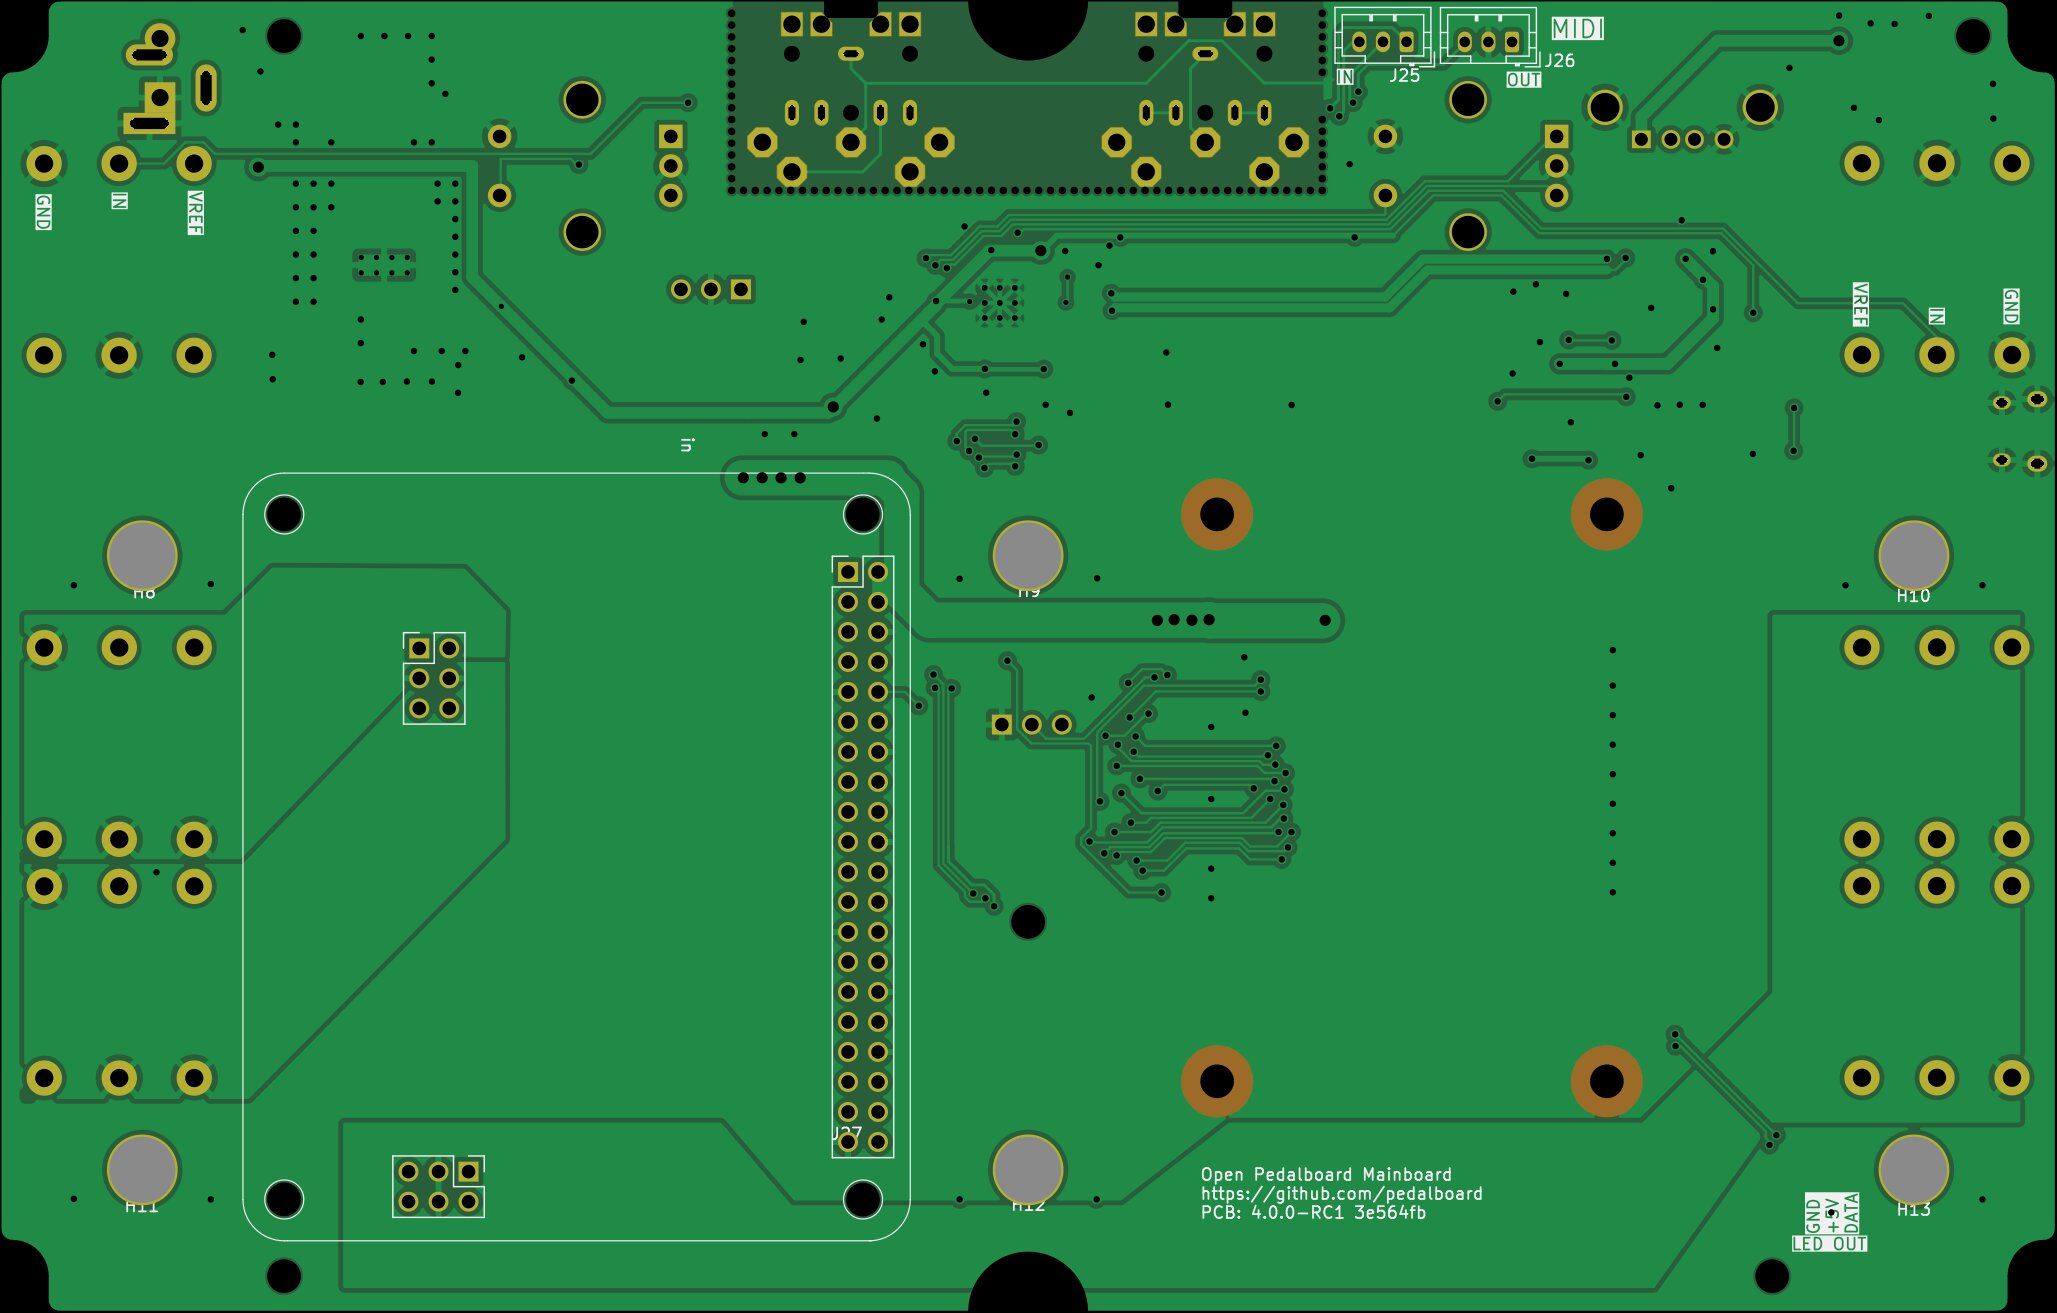 MIDI
IN
J25
J26
OUT
GND
IN
VREF
VREF
IN
GND
in
H8
H9
H10
J27
Open Pedalboard Mainboard
https://github.com/pedalboard
PCB: 4.0.0-RC1 3e564fb
H11
H12
H13
GND
+5V
DATA
LED OUT